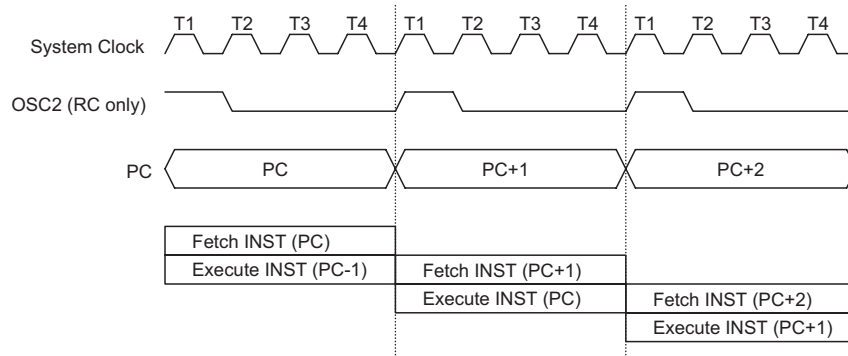 T1 T2 T3 T4 T1 T2 T3 T4 T1 T2 T3 T4
System Clock
OSC2 (RC only)
PC PC PC+1 PC+2
Fetch INST (PC)
Execute INST (PC-1) Fetch INST (PC+1)
Execute INST (PC) Fetch INST (PC+2)
Execute INST (PC+1)